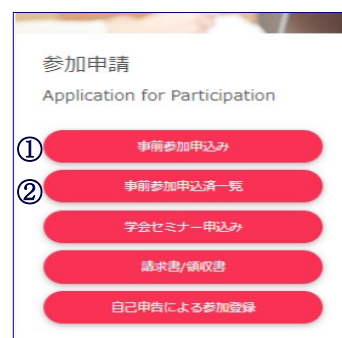 参加申請
Application for Participation
① 事前参加申込み
② 事前参加申込済一覧
学会セミナー申込み
請求書/領収書
自己申告による参加登録